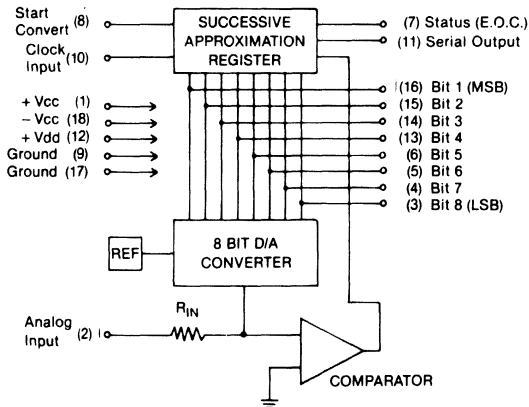 Start
Convert (8)
Clock
Input (10)
SUCCESSIVE
APPROXIMATION
REGISTER
(7) Status (E.O.C.)
(11) Serial Output
(16) Bit 1 (MSB)
(15) Bit 2
(14) Bit 3
(13) Bit 4
(6) Bit 5
(5) Bit 6
(4) Bit 7
(3) Bit 8 (LSB)
+ Vcc (1)
− Vcc (18)
+ Vdd (12)
Ground (9)
Ground (17)
REF
8 BIT D/A
CONVERTER
RIN
Analog
Input (2)
COMPARATOR